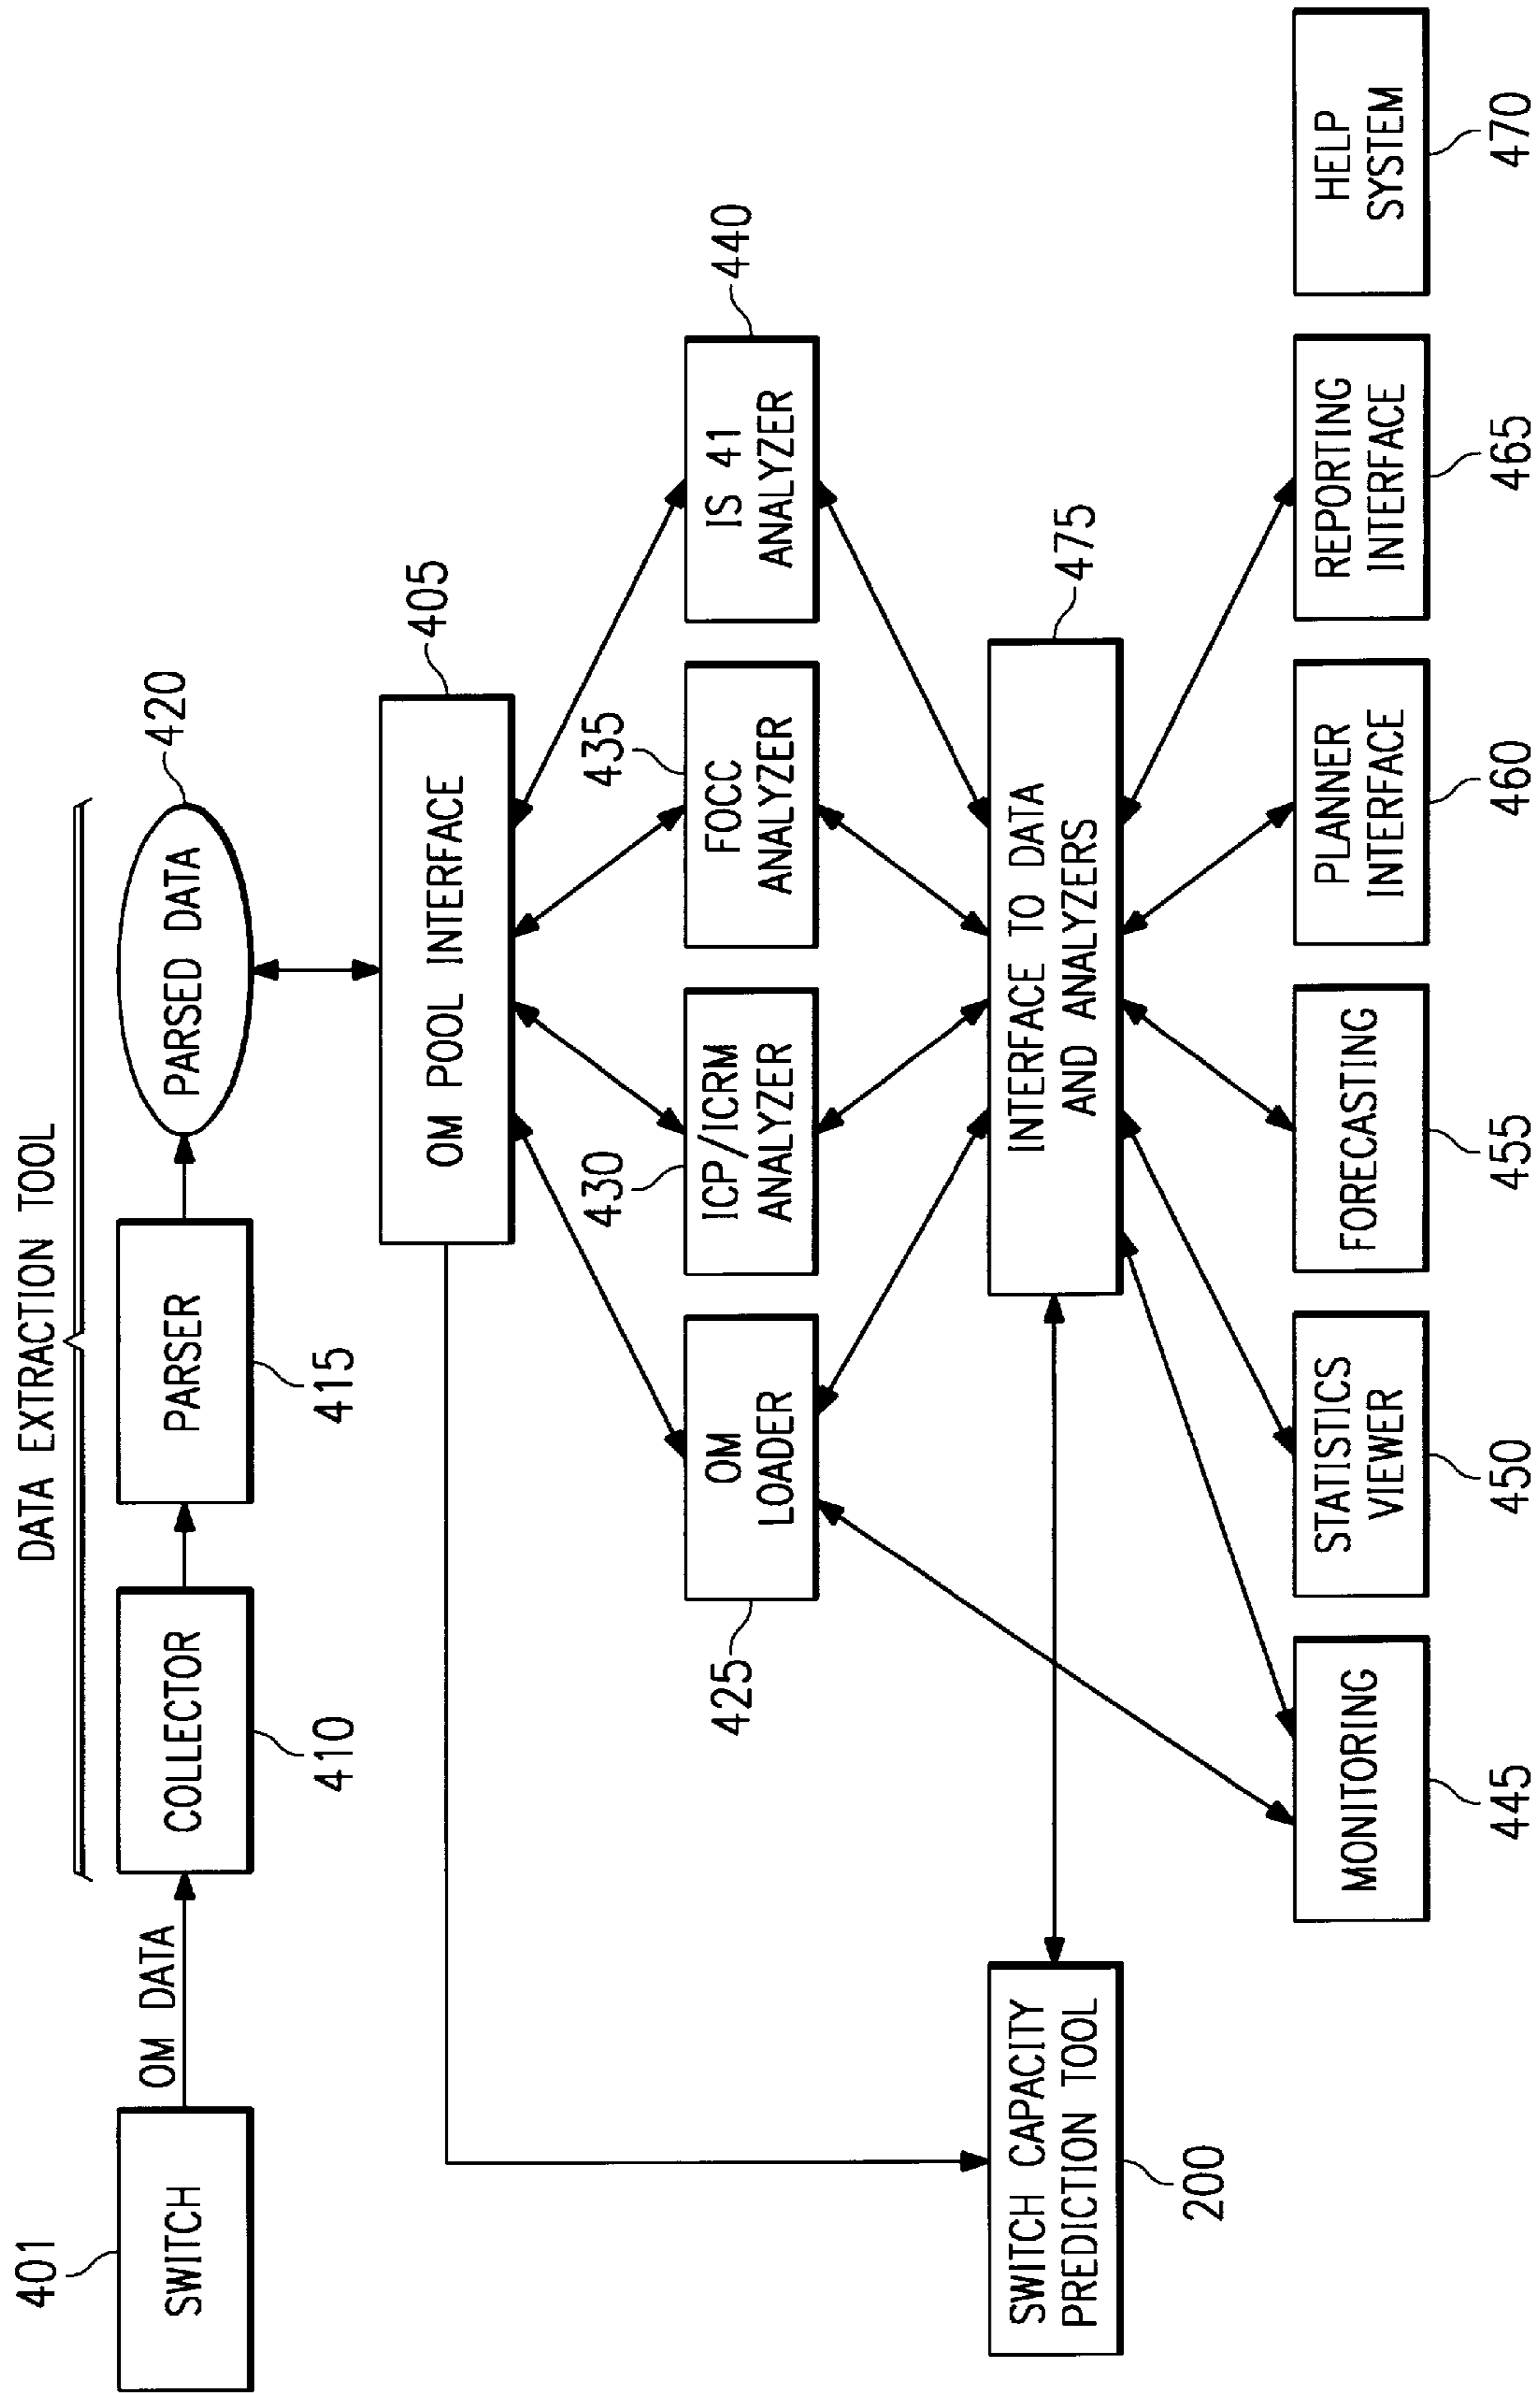 DATA EXTRACTION TOOL
401
SWITCH
OM DATA
COLLECTOR
410
PARSER
415
PARSED DATA
420
OM POOL INTERFACE
405
425
OM
LOADER
430
ICP/ICRM
ANALYZER
435
FOCC
ANALYZER
IS 41
ANALYZER
440
SWITCH CAPACITY
PREDICTION TOOL
200
INTERFACE TO DATA
AND ANALYZERS
475
MONITORING
445
STATISTICS
VIEWER
450
FORECASTING
455
PLANNER
INTERFACE
460
REPORTING
INTERFACE
465
HELP
SYSTEM
470